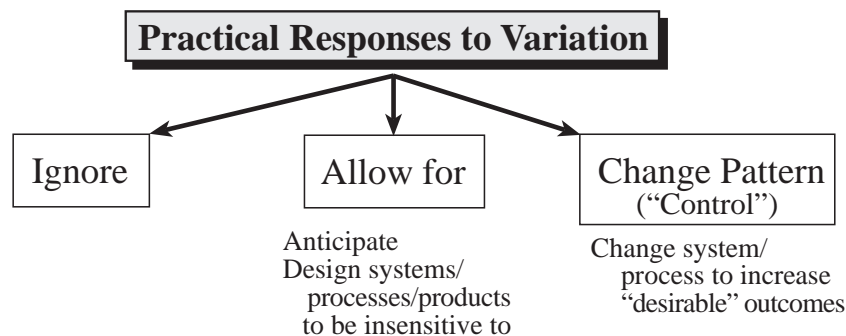 Practical Responses to Variation
Ignore
Allow for
Anticipate
Design systems/
processes/products
to be insensitive to
Change Pattern
(“Control”)
Change system/
process to increase
“desirable” outcomes